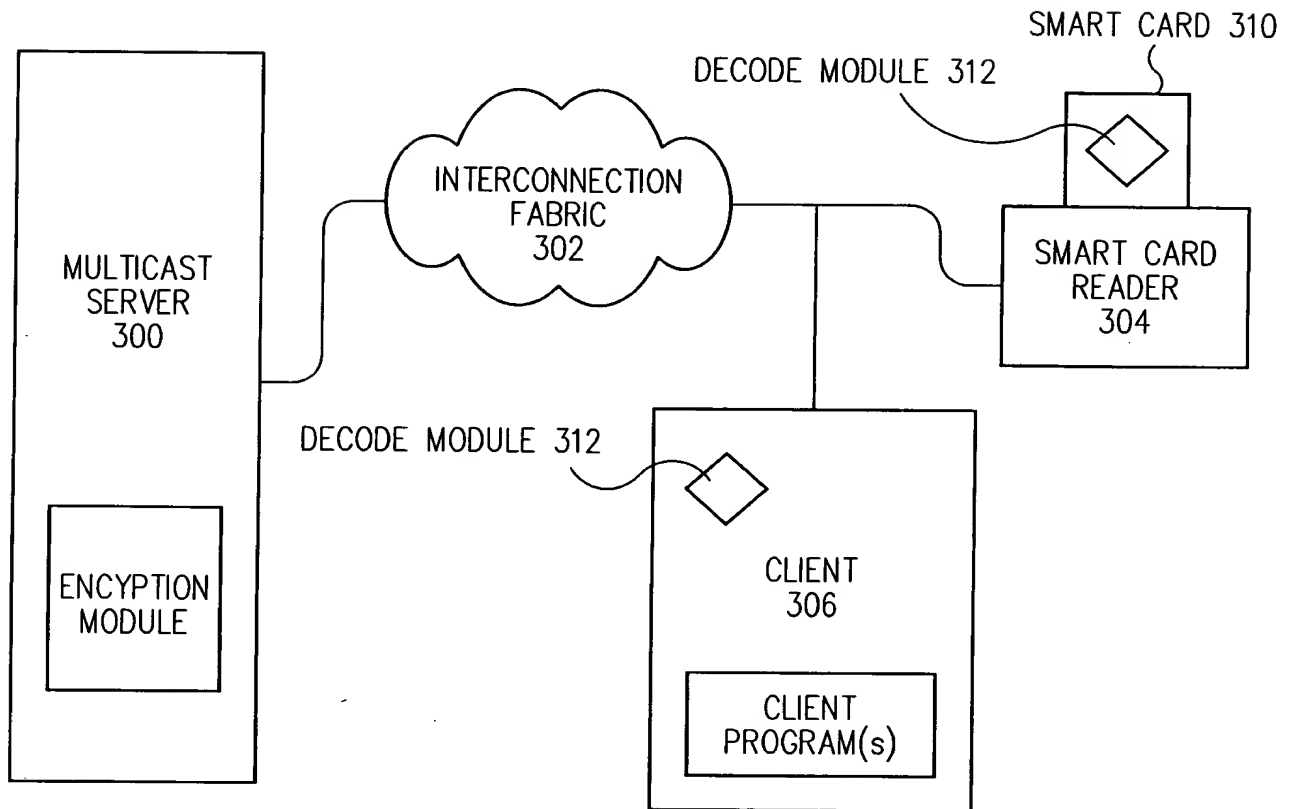 SMART CARD 310
DECODE MODULE 312
INTERCONNECTION
FABRIC
302
MULTICAST
SERVER
300
SMART CARD
READER
304
DECODE MODULE 312
ENCYPTION
MODULE
CLIENT
306
CLIENT
PROGRAM(s)